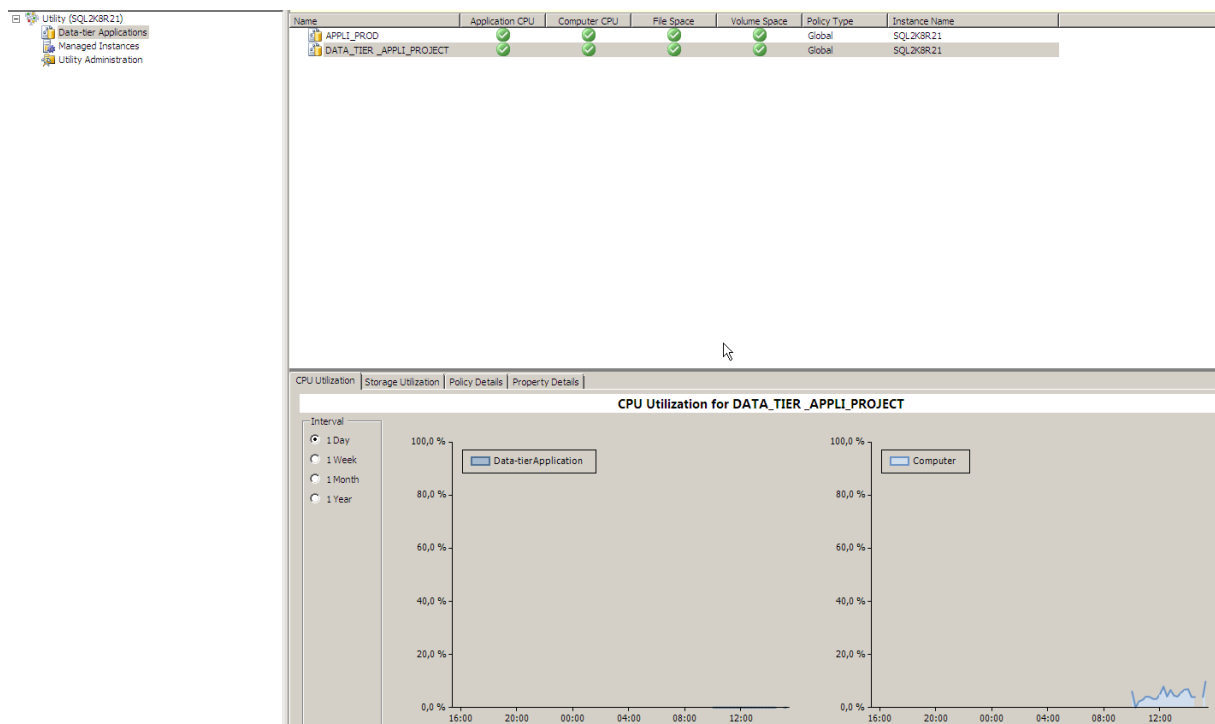 Utility (SQL2K8R21)
Data-tier Applications
Managed Instances
Utility Administration
Name Application CPU Computer CPU File Space Volume Space Policy Type Instance Name
APPLI_PROD Global SQL2K8R21
DATA_TIER _APPLI_PROJECT Global SQL2K8R21
CPU Utilization Storage Utilization Policy Details Property Details
CPU Utilization for DATA_TIER _APPLI_PROJECT
Interval
1 Day
1 Week
1 Month
1 Year
100,0 %
80,0 %
60,0 %
40,0 %
20,0 %
0,0 %
Data-tierApplication
16:00 20:00 00:00 04:00 08:00 12:00
100,0 %
80,0 %
60,0 %
40,0 %
20,0 %
0,0 %
Computer
16:00 20:00 00:00 04:00 08:00 12:00